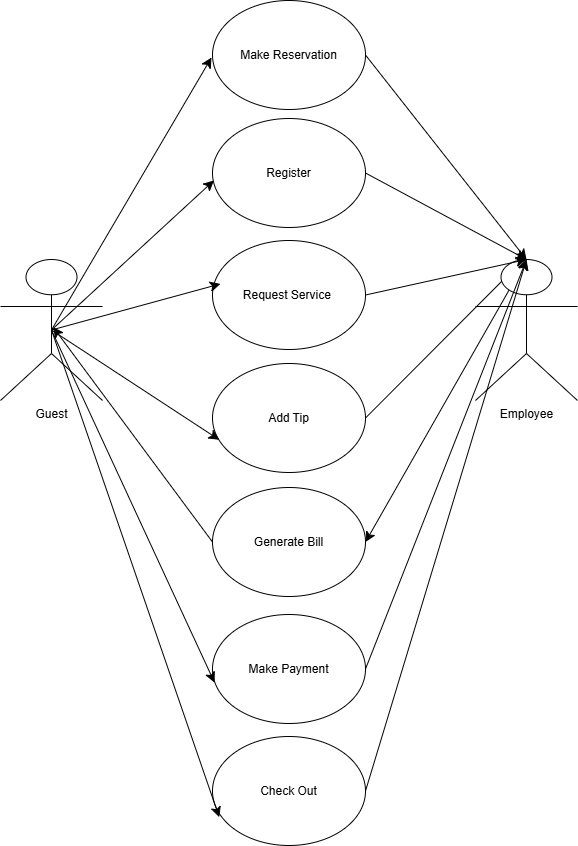 Make Reservation
Register
Request Service
Guest
Employee
Add Tip
Generate Bill
Make Payment
Check Out